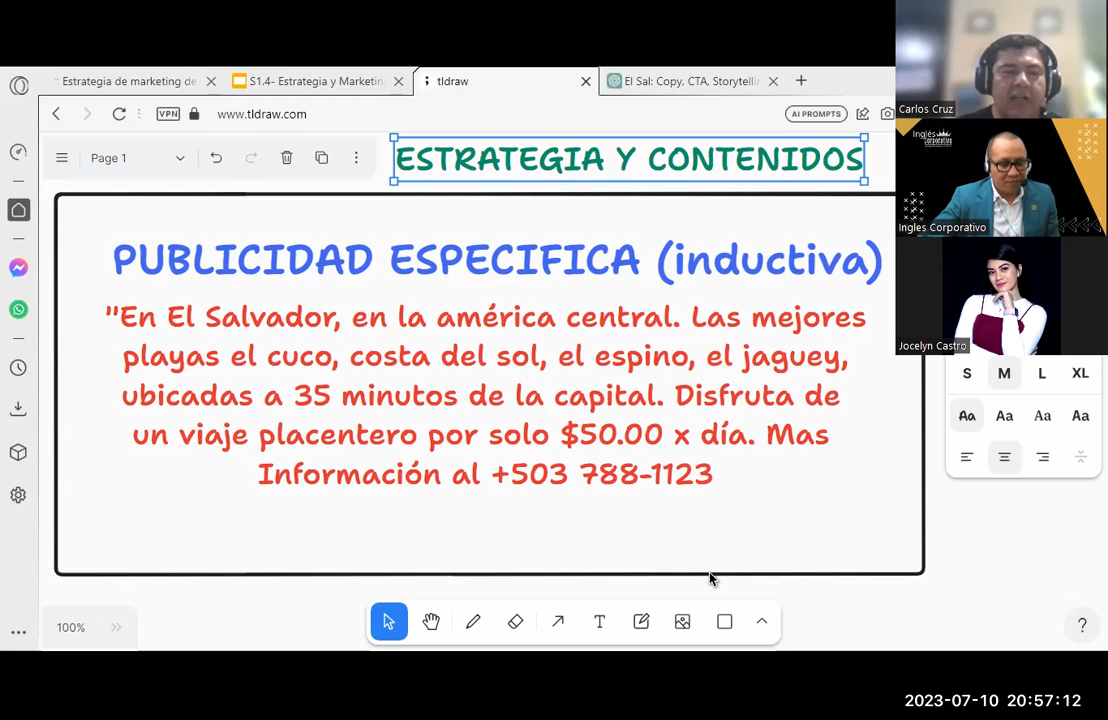 Estrategia de marketing de
S1.4- Estrategia y Marketin
tldraw
El Sal: Copy, CTA, Storytelli
VPN
www.tldraw.com
AI PROMPTS
Page 1
ESTRATEGIA Y CONTENIDOS
PUBLICIDAD ESPECIFICA (inductiva)
"En El Salvador, en la américa central. Las mejores
playas el cuco, costa del sol, el espino, el jaguey,
ubicadas a 35 minutos de la capital. Disfruta de
un viaje placentero por solo $50.00 x día. Mas
Información al +503 788-1123
Carlos Cruz
Inglés
Corporativo
Ingles Corporativo
Jocelyn Castro
S M L XL
Aa Aa Aa Aa
100%
T
?
2023-07-10 20:57:12